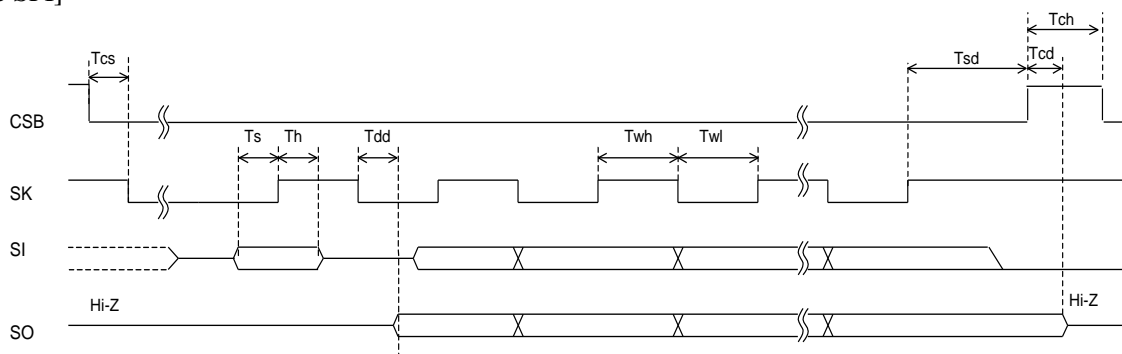 Tch
Tcs
Tsd
Tcd
CSB
Ts
Th
Tdd
Twh
Twl
SK
SI
Hi-Z
Hi-Z
SO